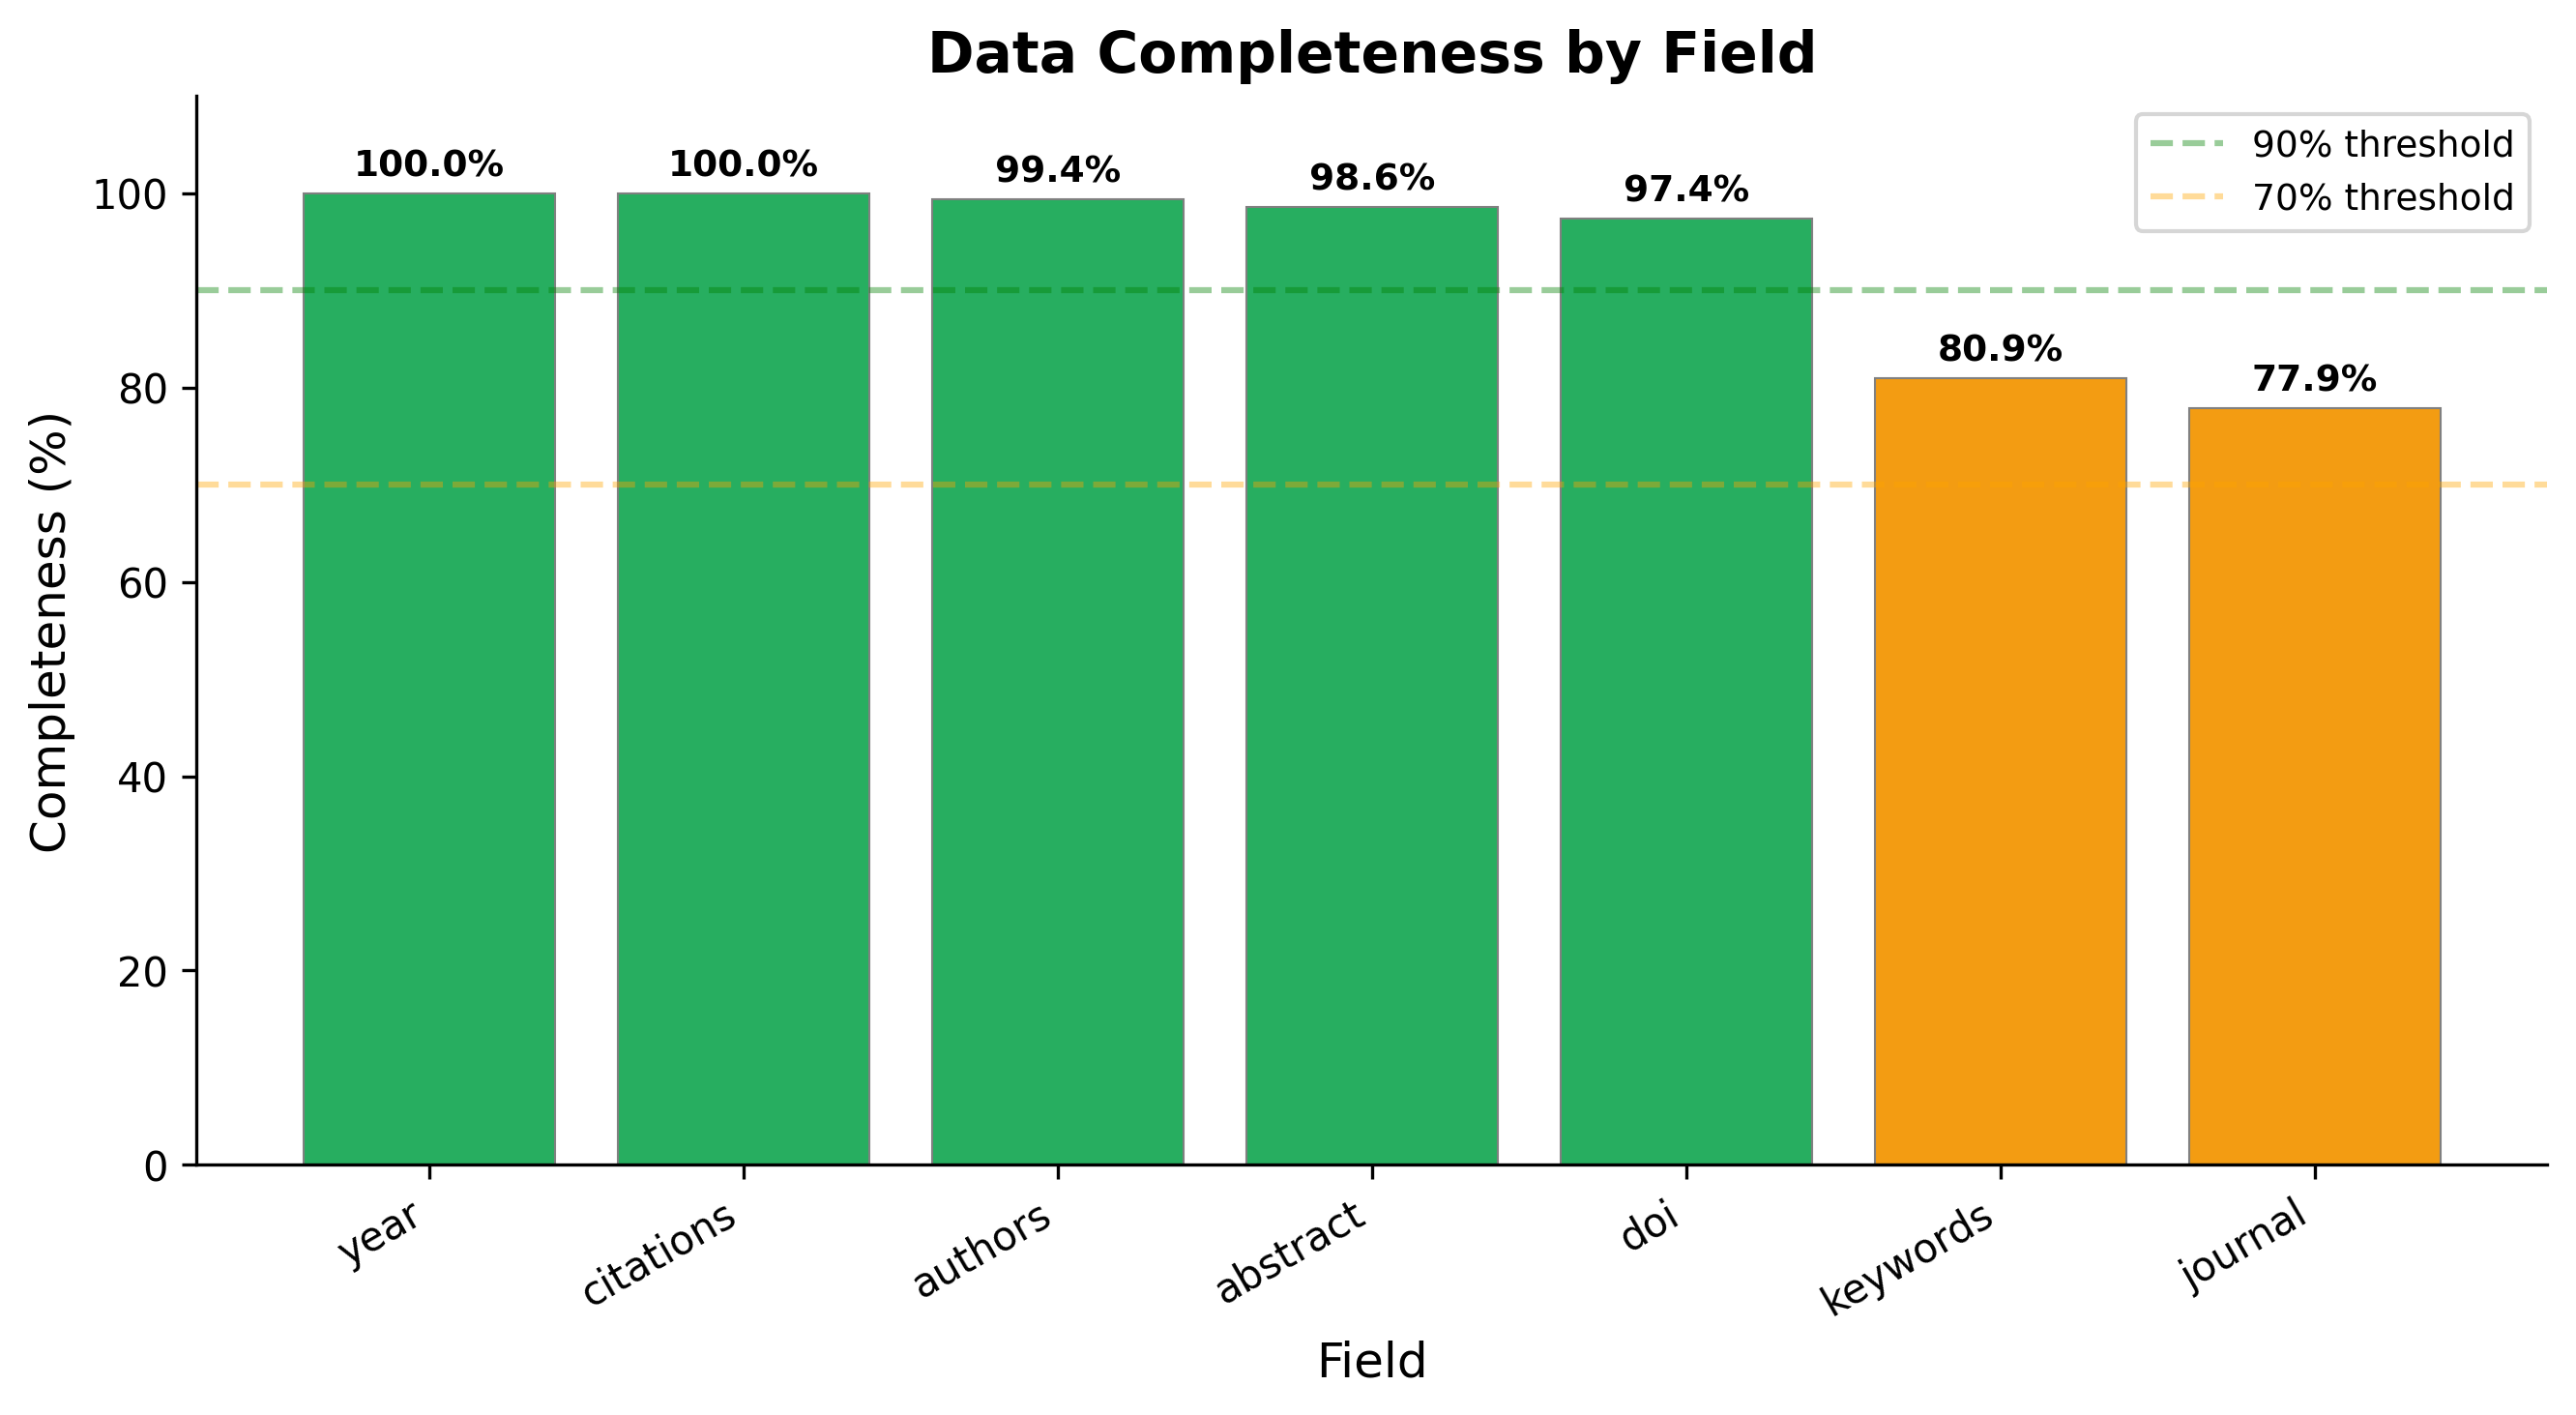 Data Completeness by Field
90% threshold
70% threshold
100.0%
100.0%
99.4%
98.6%
97.4%
80.9%
77.9%
Completeness (%)
100
80
60
40
20
0
year
citations
authors
abstract
doi
keywords
journal
Field